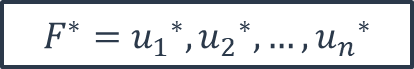 F* = u₁*, u₂*, …, uₙ*